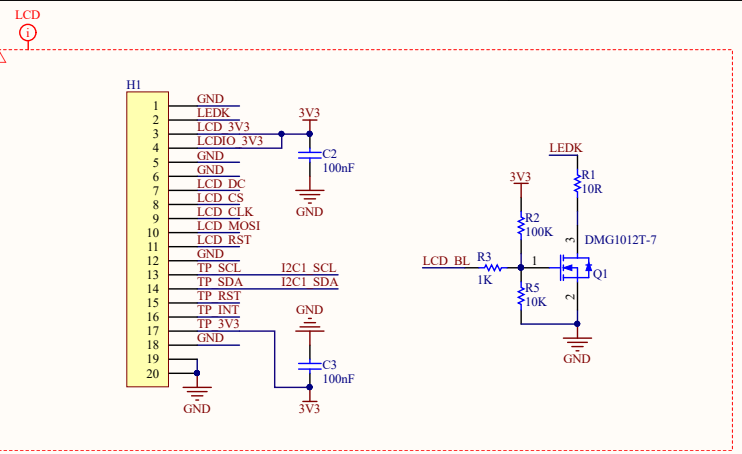 LCD
i
H1
1 GND
2 LEDK
3 LCD_3V3
4 LCDIO_3V3
5 GND
6 GND
7 LCD_DC
8 LCD_CS
9 LCD_CLK
10 LCD_MOSI
11 LCD_RST
12 GND
13 TP_SCL I2C1_SCL
14 TP_SDA I2C1_SDA
15 TP_RST
16 TP_INT
17 TP_3V3
18 GND
19
20
GND
3V3
C2
100nF
GND
GND
C3
100nF
3V3
LEDK
R1
10R
3V3
R2
100K
3
DMG1012T-7
LCD_BL
R3
1K
1
Q1
R5
10K
2
GND